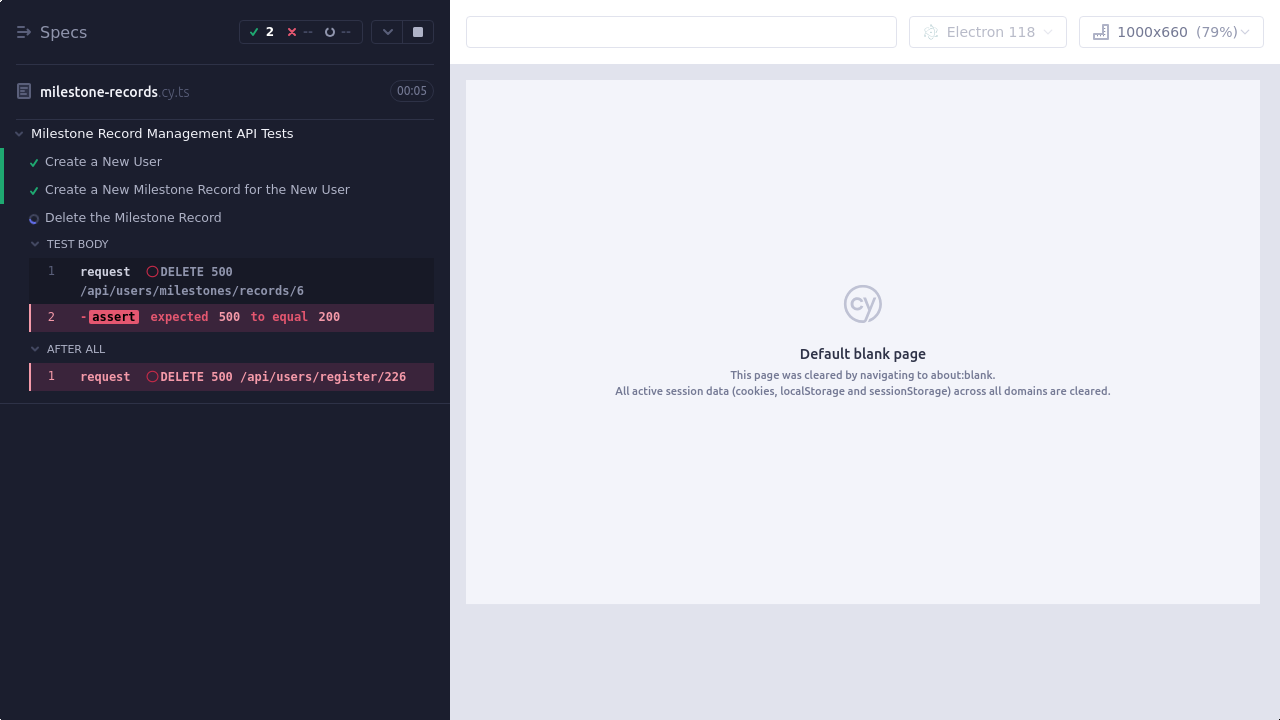 Specs
2
--
--
Electron 118
1000x660 (79%)
milestone-records.cy.ts
00:05
Milestone Record Management API Tests
Create a New User
Create a New Milestone Record for the New User
Delete the Milestone Record
TEST BODY
1 request DELETE 500
/api/users/milestones/records/6
2 -assert expected 500 to equal 200
AFTER ALL
1 request DELETE 500 /api/users/register/226
cy
Default blank page
This page was cleared by navigating to about:blank.
All active session data (cookies, localStorage and sessionStorage) across all domains are cleared.